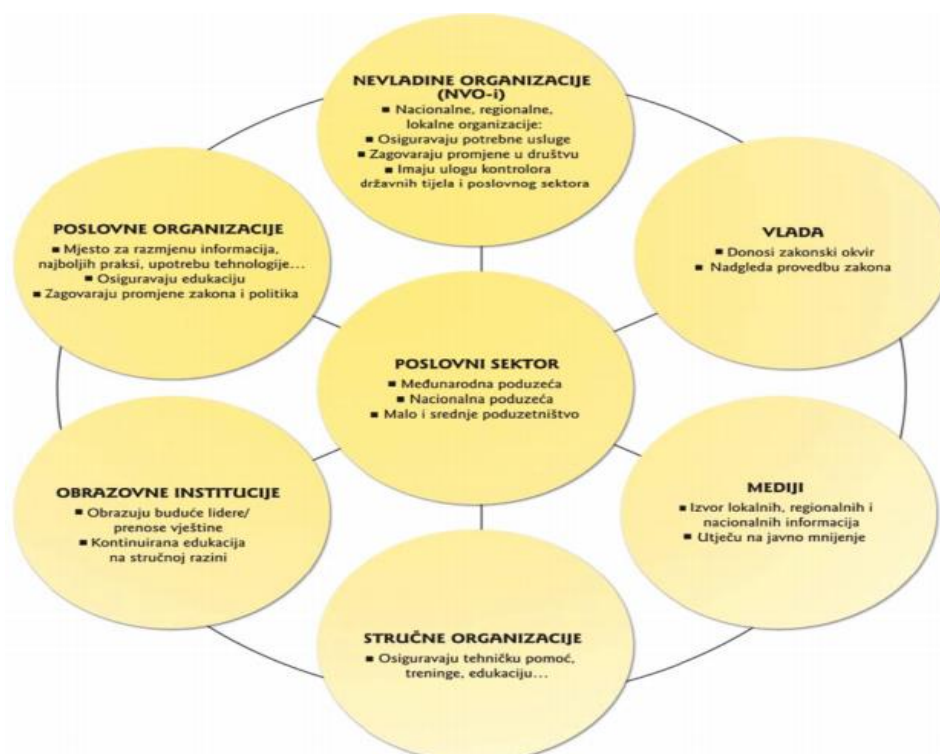 NEVLADINE ORGANIZACIJE
(NVO-i)
▪ Nacionalne, regionalne,
lokalne organizacije:
▪ Osiguravaju potrebne usluge
▪ Zagovaraju promjene u društvu
▪ Imaju ulogu kontrolora
državnih tijela i poslovnog sektora
POSLOVNE ORGANIZACIJE
▪ Mjesto za razmjenu informacija,
najboljih praksi, upotrebu tehnologije...
▪ Osiguravaju edukaciju
▪ Zagovaraju promjene zakona i politika
VLADA
▪ Donosi zakonski okvir
▪ Nadgleda provedbu zakona
POSLOVNI SEKTOR
▪ Međunarodna poduzeća
▪ Nacionalna poduzeća
▪ Malo i srednje poduzetništvo
OBRAZOVNE INSTITUCIJE
▪ Obrazuju buduće lidere/
prenose vještine
▪ Kontinuirana edukacija
na stručnoj razini
MEDIJI
▪ Izvor lokalnih, regionalnih i
nacionalnih informacija
▪ Utječu na javno mnijenje
STRUČNE ORGANIZACIJE
▪ Osiguravaju tehničku pomoć,
treninge, edukaciju...